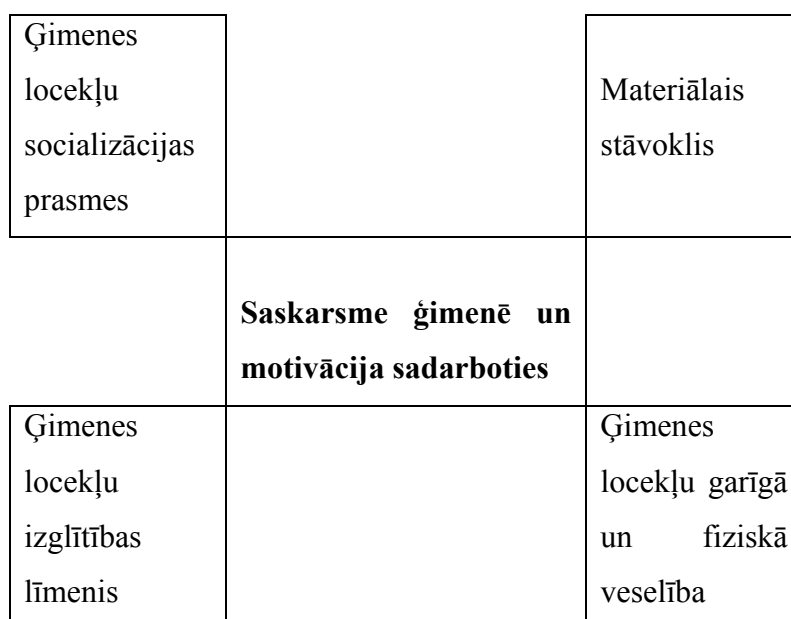 Ģimenes
locekļu
socializācijas
prasmes
Materiālais
stāvoklis
Saskarsme ģimenē un
motivācija sadarboties
Ģimenes
locekļu
izglītības
līmenis
Ģimenes
locekļu garīgā
un fiziskā
veselība